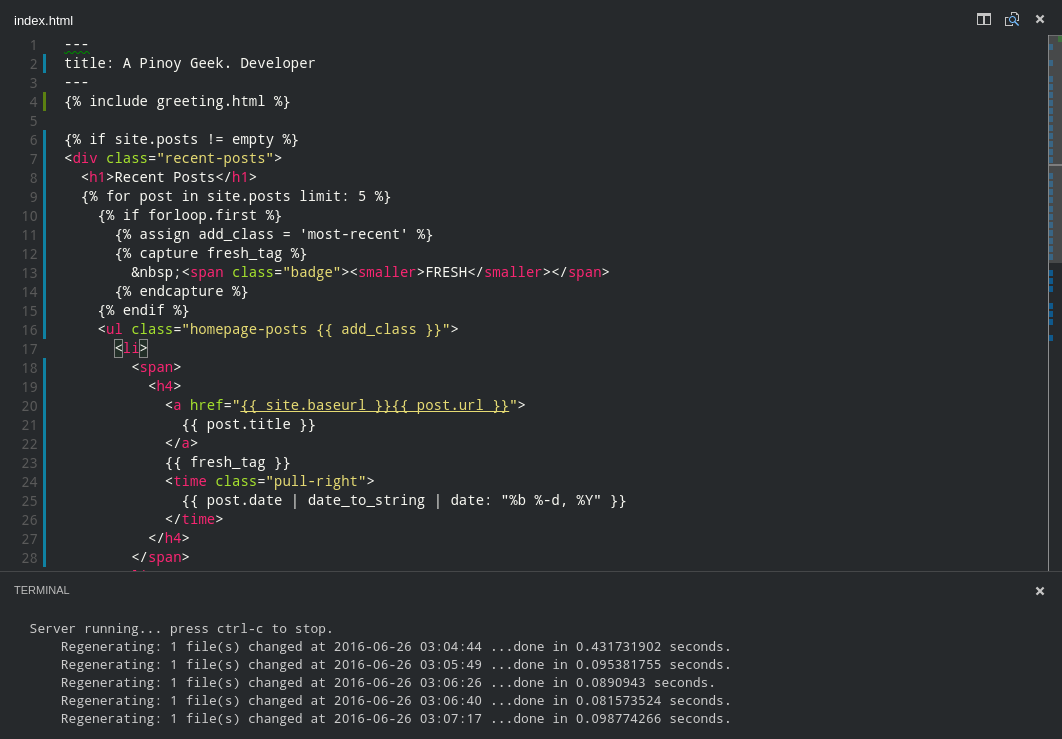 index.html
1 ---
2 title: A Pinoy Geek. Developer
3 ---
4 {% include greeting.html %}
5
6 {% if site.posts != empty %}
7 <div class="recent-posts">
8   <h1>Recent Posts</h1>
9   {% for post in site.posts limit: 5 %}
10     {% if forloop.first %}
11       {% assign add_class = 'most-recent' %}
12       {% capture fresh_tag %}
13         &nbsp;<span class="badge"><smaller>FRESH</smaller></span>
14       {% endcapture %}
15     {% endif %}
16     <ul class="homepage-posts {{ add_class }}">
17       <li>
18         <span>
19           <h4>
20             <a href="{{ site.baseurl }}{{ post.url }}">
21               {{ post.title }}
22             </a>
23             {{ fresh_tag }}
24             <time class="pull-right">
25               {{ post.date | date_to_string | date: "%b %-d, %Y" }}
26             </time>
27           </h4>
28         </span>
TERMINAL
Server running... press ctrl-c to stop.
Regenerating: 1 file(s) changed at 2016-06-26 03:04:44 ...done in 0.431731902 seconds.
Regenerating: 1 file(s) changed at 2016-06-26 03:05:49 ...done in 0.095381755 seconds.
Regenerating: 1 file(s) changed at 2016-06-26 03:06:26 ...done in 0.0890943 seconds.
Regenerating: 1 file(s) changed at 2016-06-26 03:06:40 ...done in 0.081573524 seconds.
Regenerating: 1 file(s) changed at 2016-06-26 03:07:17 ...done in 0.098774266 seconds.